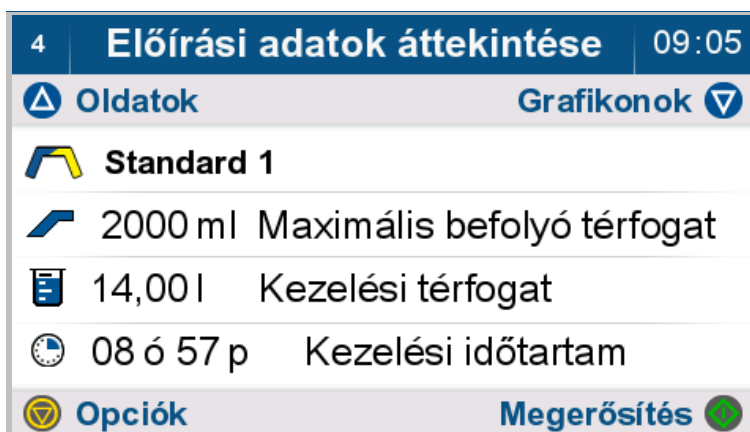 4 Előírási adatok áttekintése 09:05
Oldatok Grafikonok
Standard 1
2000 ml Maximális befolyó térfogat
14,00 l Kezelési térfogat
08 ó 57 p Kezelési időtartam
Opciók Megerősítés